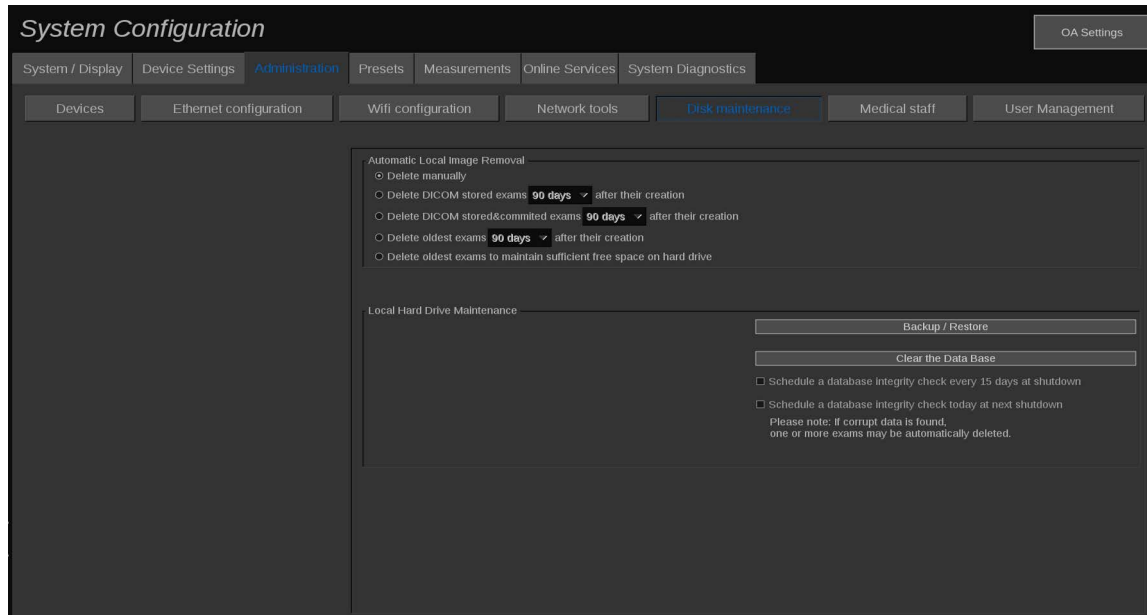 System Configuration
OA Settings
System / Display Device Settings Administration Presets Measurements Online Services System Diagnostics
Devices Ethernet configuration Wifi configuration Network tools Disk maintenance Medical staff User Management
Automatic Local Image Removal
Delete manually
Delete DICOM stored exams 90 days after their creation
Delete DICOM stored&commited exams 90 days after their creation
Delete oldest exams 90 days after their creation
Delete oldest exams to maintain sufficient free space on hard drive
Local Hard Drive Maintenance
Backup / Restore
Clear the Data Base
Schedule a database integrity check every 15 days at shutdown
Schedule a database integrity check today at next shutdown
Please note: If corrupt data is found,
one or more exams may be automatically deleted.